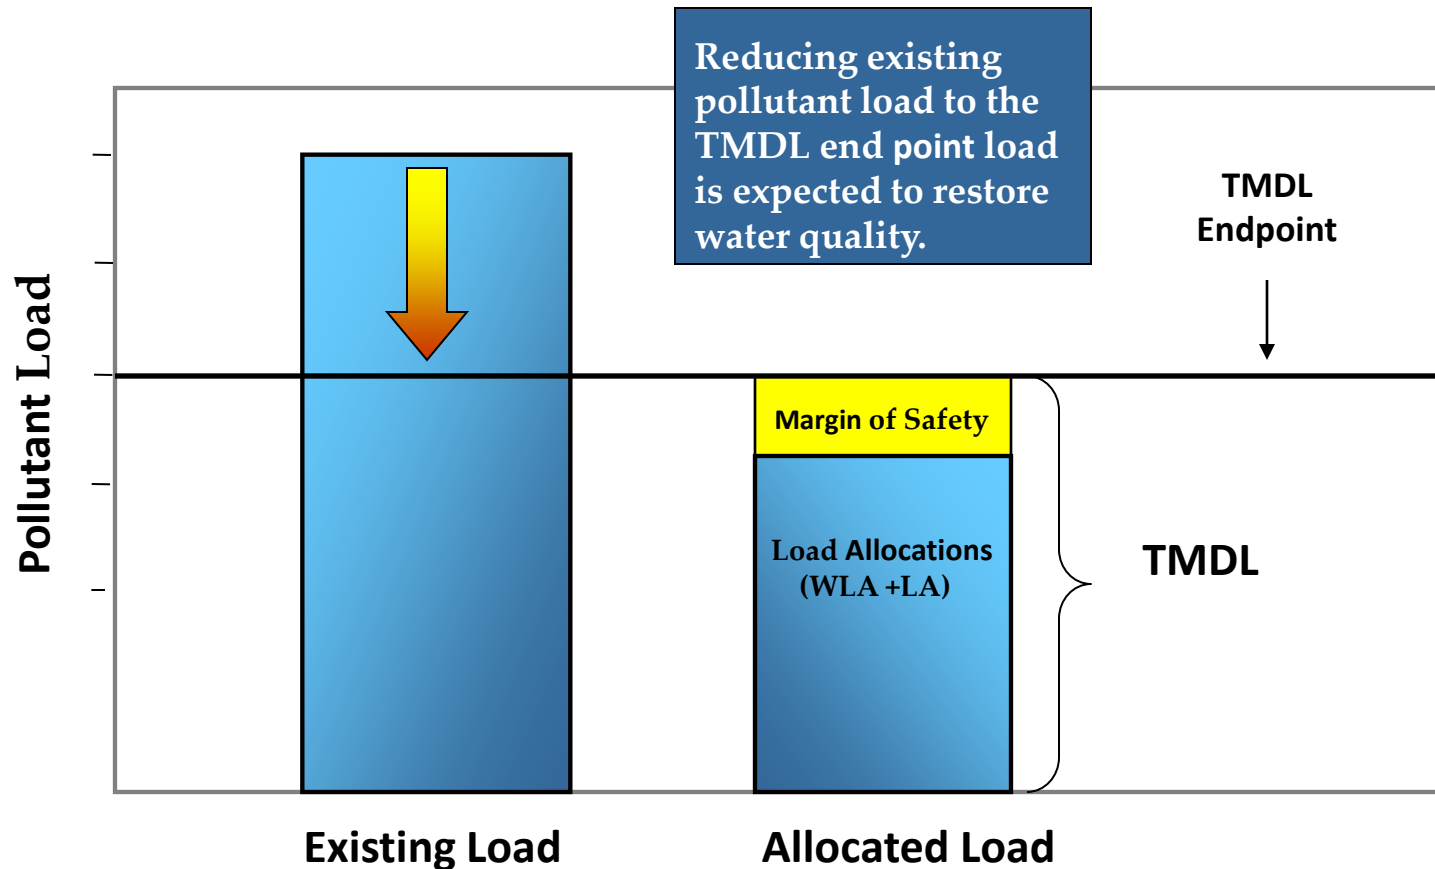 Reducing existing
pollutant load to the
TMDL end point load
is expected to restore
water quality.
TMDL
Endpoint
Pollutant Load
Margin of Safety
Load Allocations
(WLA +LA)
TMDL
Existing Load
Allocated Load